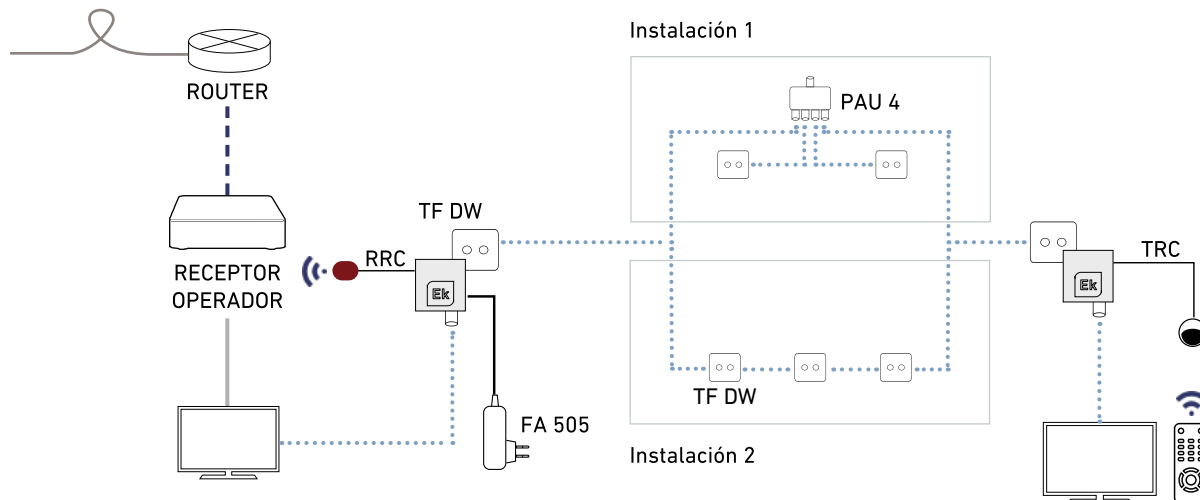 Instalación 1
ROUTER
PAU 4
TF DW
RRC
TRC
RECEPTOR
OPERADOR
Ek
Ek
TF DW
FA 505
Instalación 2